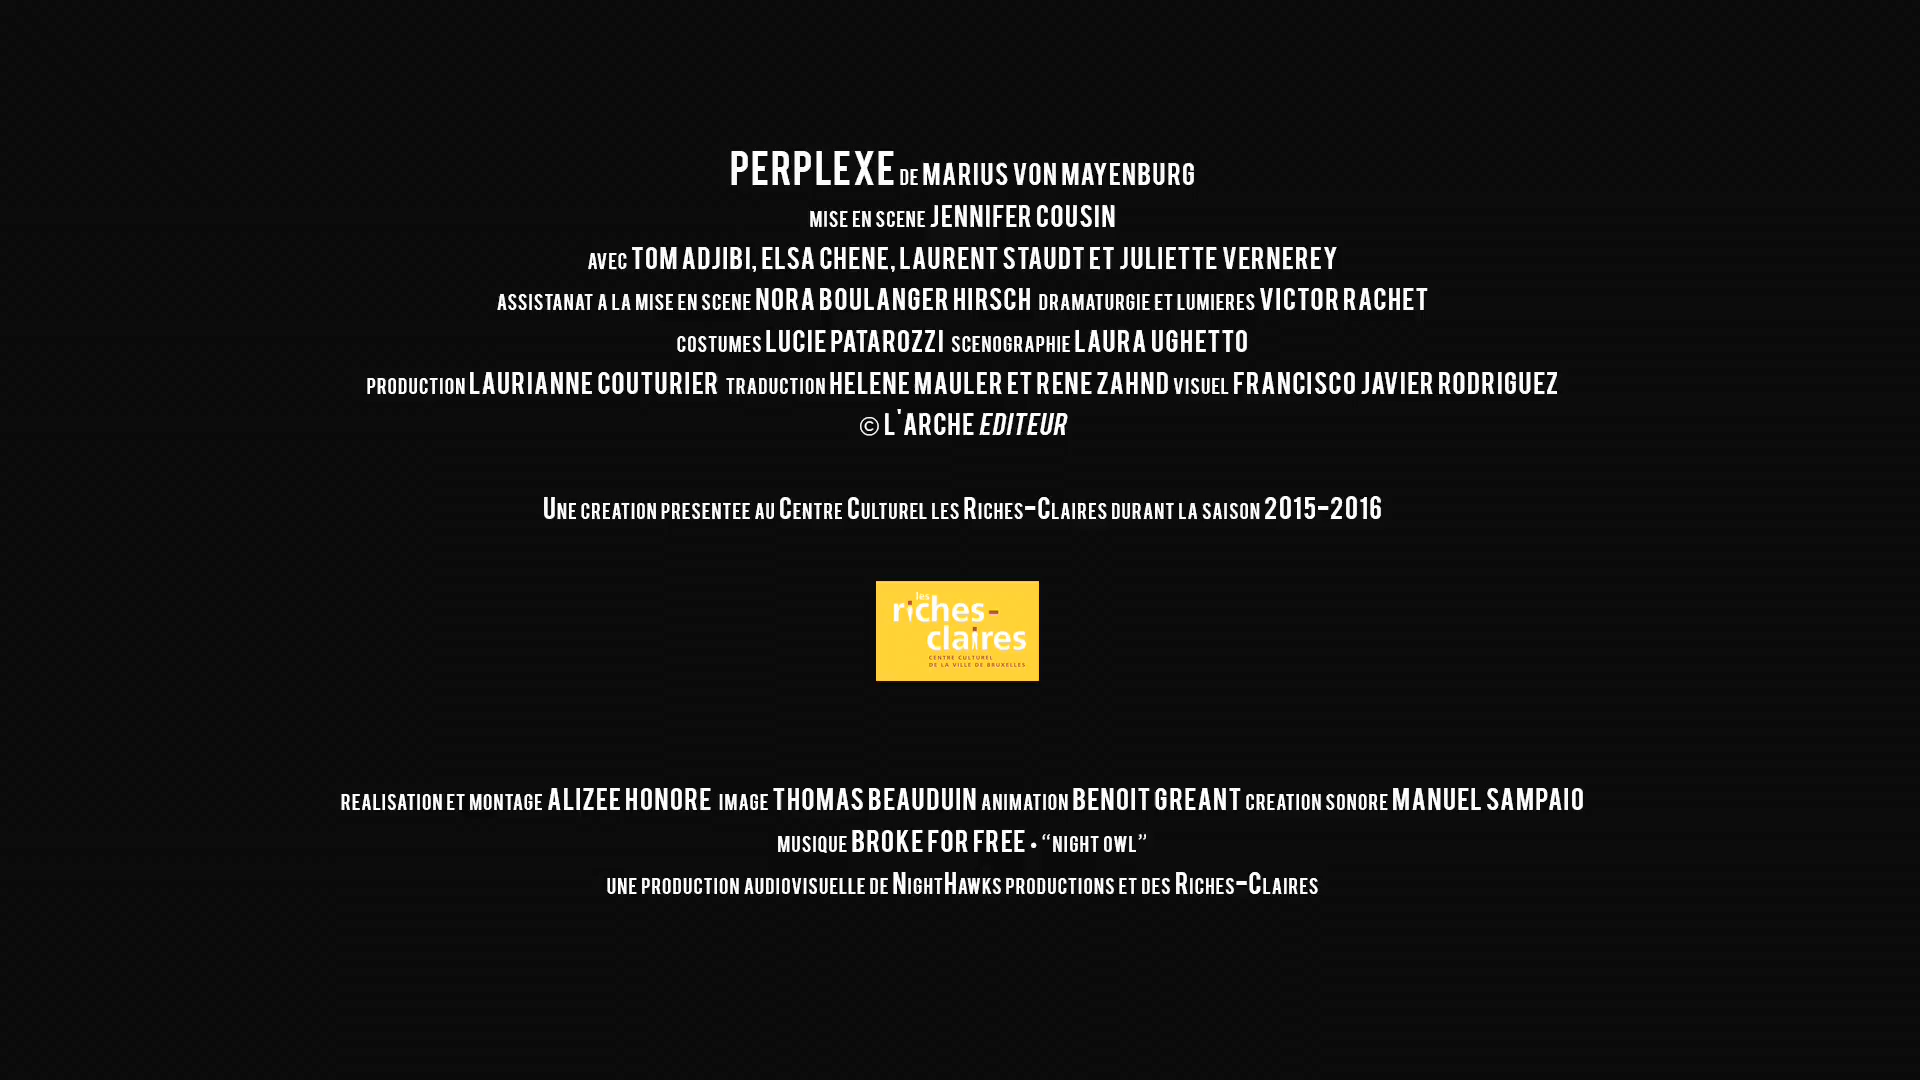 PERPLEXE DE MARIUS VON MAYENBURG
MISE EN SCENE JENNIFER COUSIN
AVEC TOM ADJIBI, ELSA CHENE, LAURENT STAUDT ET JULIETTE VERNEREY
ASSISTANAT A LA MISE EN SCENE NORA BOULANGER HIRSCH DRAMATURGIE ET LUMIERES VICTOR RACHET
COSTUMES LUCIE PATAROZZI SCENOGRAPHIE LAURA UGHETTO
PRODUCTION LAURIANNE COUTURIER TRADUCTION HELENE MAULER ET RENE ZAHND VISUEL FRANCISCO JAVIER RODRIGUEZ
© L'ARCHE EDITEUR
UNE CREATION PRESENTEE AU CENTRE CULTUREL LES RICHES-CLAIRES DURANT LA SAISON 2015-2016
les
riches-
claires
CENTRE CULTUREL
DE LA VILLE DE BRUXELLES
REALISATION ET MONTAGE ALIZEE HONORE IMAGE THOMAS BEAUDUIN ANIMATION BENOIT GREANT CREATION SONORE MANUEL SAMPAIO
MUSIQUE BROKE FOR FREE • “NIGHT OWL”
UNE PRODUCTION AUDIOVISUELLE DE NIGHTHAWKS PRODUCTIONS ET DES RICHES-CLAIRES